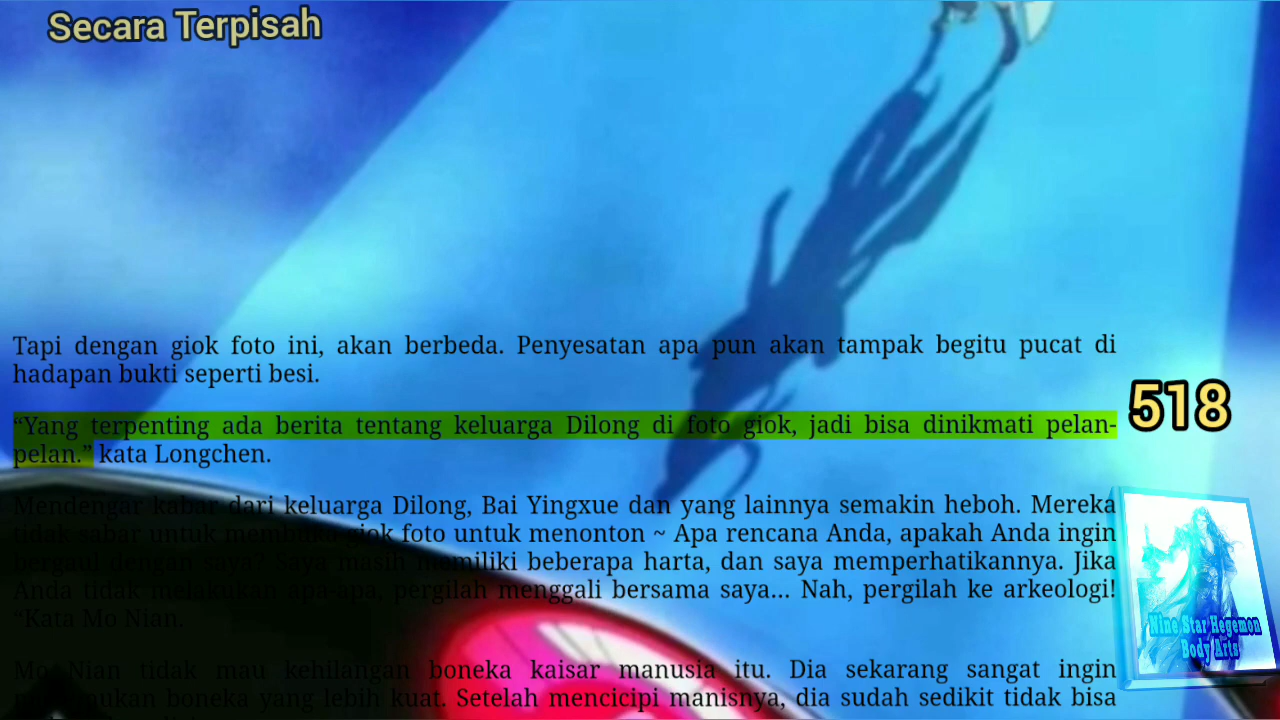 Secara Terpisah
Tapi dengan giok foto ini, akan berbeda. Penyesatan apa pun akan tampak begitu pucat di
hadapan bukti seperti besi.
“Yang terpenting ada berita tentang keluarga Dilong di foto giok, jadi bisa dinikmati pelan-
pelan.” kata Longchen.
518
Mendengar kabar dari keluarga Dilong, Bai Yingxue dan yang lainnya semakin heboh. Mereka
tidak sabar untuk membuka giok foto untuk menonton ~ Apa rencana Anda, apakah Anda ingin
bergaul dengan saya? Saya masih memiliki beberapa harta, dan saya memperhatikannya. Jika
Anda tidak melakukan apa-apa, pergilah menggali bersama saya... Nah, pergilah ke arkeologi!
“Kata Mo Nian.
Nine Star Hegemon
Body Arts
Mo Nian tidak mau kehilangan boneka kaisar manusia itu. Dia sekarang sangat ingin
boneka yang lebih kuat. Setelah mencicipi manisnya, dia sudah sedikit tidak bisa